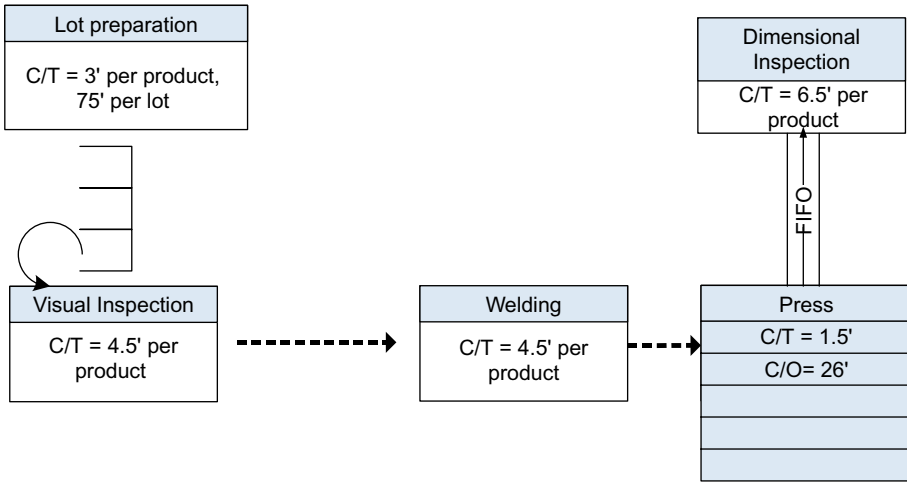 Lot preparation
C/T = 3' per product,
75' per lot
Dimensional
Inspection
C/T = 6.5' per
product
FIFO
Visual Inspection
C/T = 4.5' per
product
Welding
C/T = 4.5' per
product
Press
C/T = 1.5'
C/O= 26'